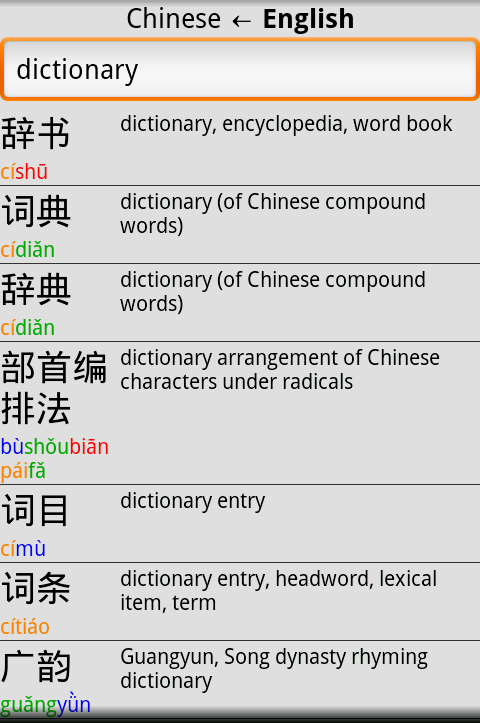 Chinese ← English
dictionary
辞书
dictionary, encyclopedia, word book
císhū
词典
dictionary (of Chinese compound
words)
cídiǎn
辞典
dictionary (of Chinese compound
words)
cídiǎn
部首编
排法
dictionary arrangement of Chinese
characters under radicals
bùshǒubiān
páifǎ
词目
dictionary entry
címù
词条
dictionary entry, headword, lexical
item, term
cítiáo
广韵
Guangyun, Song dynasty rhyming
dictionary
guǎngyǜn